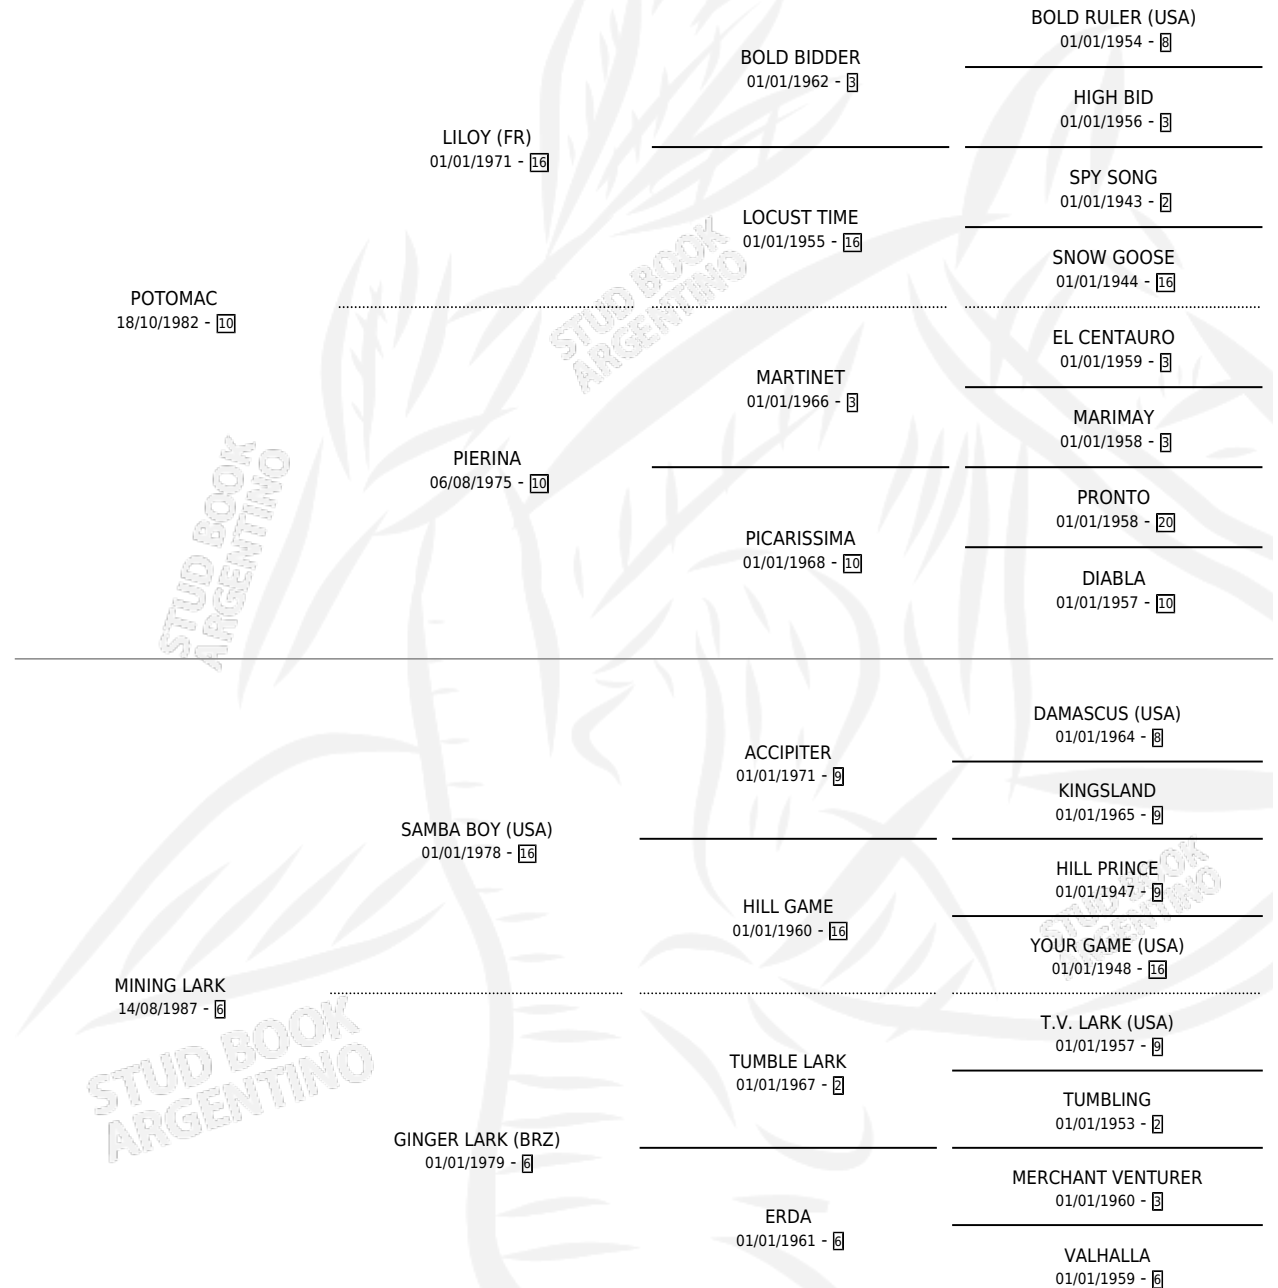 BOLD RULER (USA)
01/01/1954 - 8
BOLD BIDDER
01/01/1962 - 3
HIGH BID
01/01/1956 - 3
LILOY (FR)
01/01/1971 - 16
SPY SONG
01/01/1943 - 2
LOCUST TIME
01/01/1955 - 16
SNOW GOOSE
01/01/1944 - 16
POTOMAC
18/10/1982 - 10
EL CENTAURO
01/01/1959 - 3
MARTINET
01/01/1966 - 3
MARIMAY
01/01/1958 - 3
PIERINA
06/08/1975 - 10
PRONTO
01/01/1958 - 20
PICARISSIMA
01/01/1968 - 10
DIABLA
01/01/1957 - 10
STUD BOOK
ARGENTINO
STUD BOOK
ARGENTINO
DAMASCUS (USA)
01/01/1964 - 8
ACCIPITER
01/01/1971 - 9
KINGSLAND
01/01/1965 - 9
SAMBA BOY (USA)
01/01/1978 - 16
HILL PRINCE
01/01/1947 - 9
HILL GAME
01/01/1960 - 16
YOUR GAME (USA)
01/01/1948 - 16
STUD BOOK
ARGENTINO
MINING LARK
14/08/1987 - 6
T.V. LARK (USA)
01/01/1957 - 9
TUMBLE LARK
01/01/1967 - 2
TUMBLING
01/01/1953 - 2
STUD BOOK
ARGENTINO
GINGER LARK (BRZ)
01/01/1979 - 6
MERCHANT VENTURER
01/01/1960 - 3
ERDA
01/01/1961 - 6
VALHALLA
01/01/1959 - 6